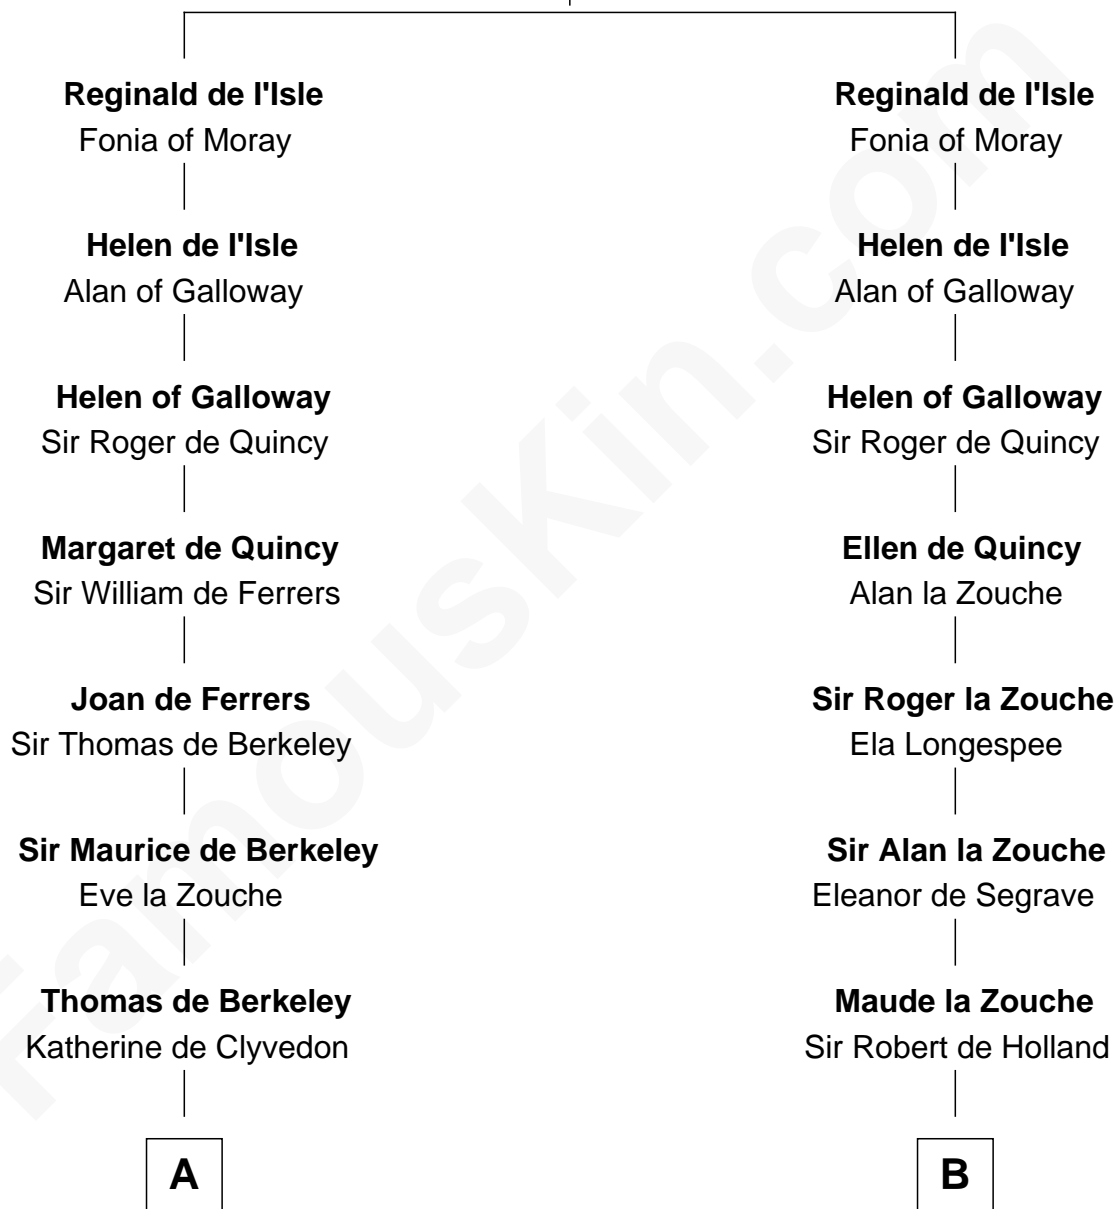 Reginald de l'Isle
Fonia of Moray
Helen de l'Isle
Alan of Galloway
Helen of Galloway
Sir Roger de Quincy
Margaret de Quincy
Sir William de Ferrers
Joan de Ferrers
Sir Thomas de Berkeley
Sir Maurice de Berkeley
Eve la Zouche
Thomas de Berkeley
Katherine de Clyvedon
A
Reginald de l'Isle
Fonia of Moray
Helen de l'Isle
Alan of Galloway
Helen of Galloway
Sir Roger de Quincy
Ellen de Quincy
Alan la Zouche
Sir Roger la Zouche
Ela Longespee
Sir Alan la Zouche
Eleanor de Segrave
Maude la Zouche
Sir Robert de Holland
B
FamousKin.com